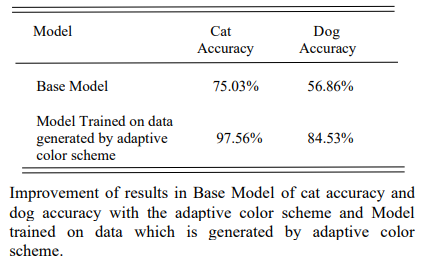 Model Cat Dog
Accuracy Accuracy
Base Model 75.03% 56.86%
Model Trained on data
generated by adaptive 97.56% 84.53%
color scheme
Improvement of results in Base Model of cat accuracy and
dog accuracy with the adaptive color scheme and Model
trained on data which is generated by adaptive color
scheme.